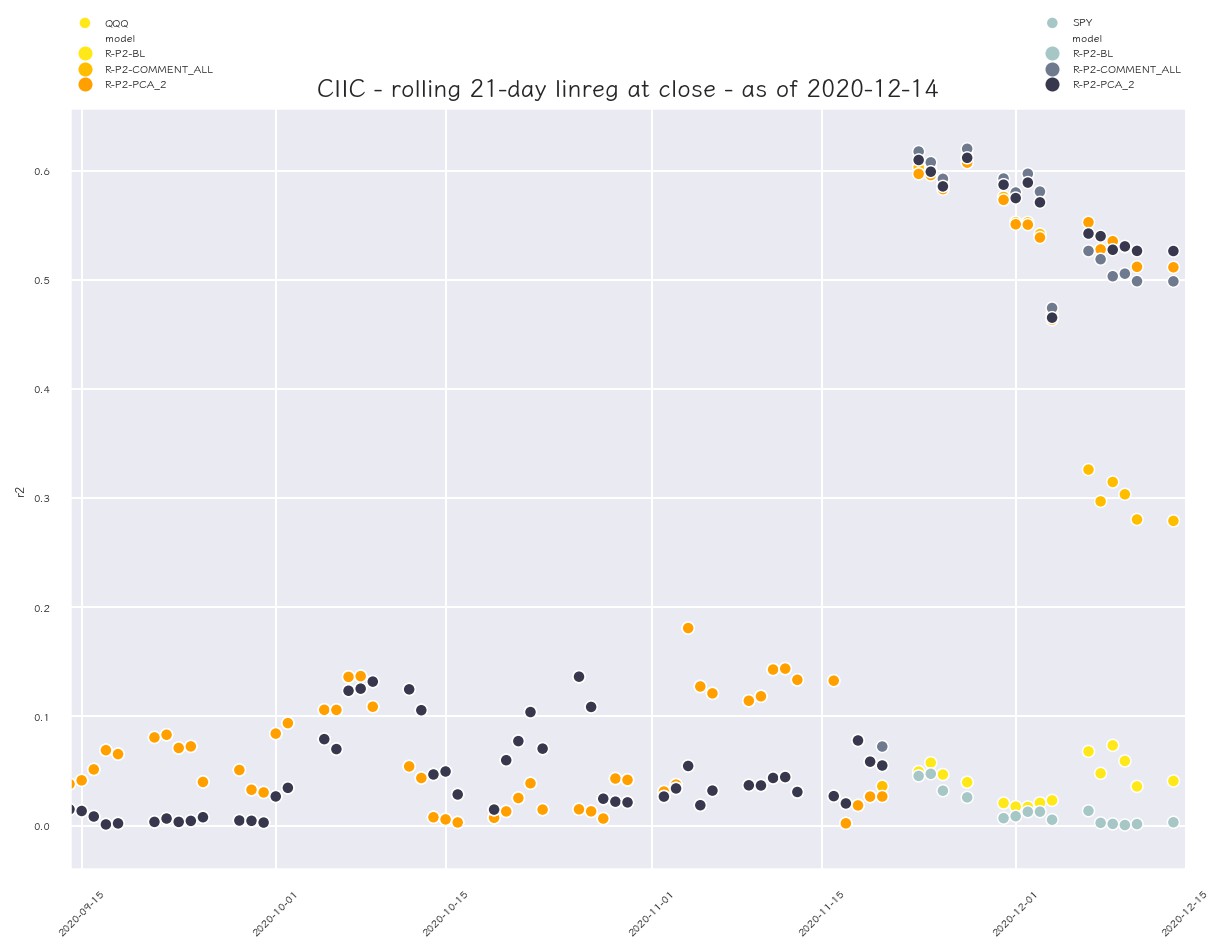 QQQ
model
R-P2-BL
R-P2-COMMENT_ALL
R-P2-PCA_2
SPY
model
R-P2-BL
R-P2-COMMENT_ALL
R-P2-PCA_2
CIIC - rolling 21-day linreg at close - as of 2020-12-14
0.6
0.5
0.4
0.3
0.2
0.1
0.0
r2
2020-09-15
2020-10-01
2020-10-15
2020-11-01
2020-11-15
2020-12-01
2020-12-15